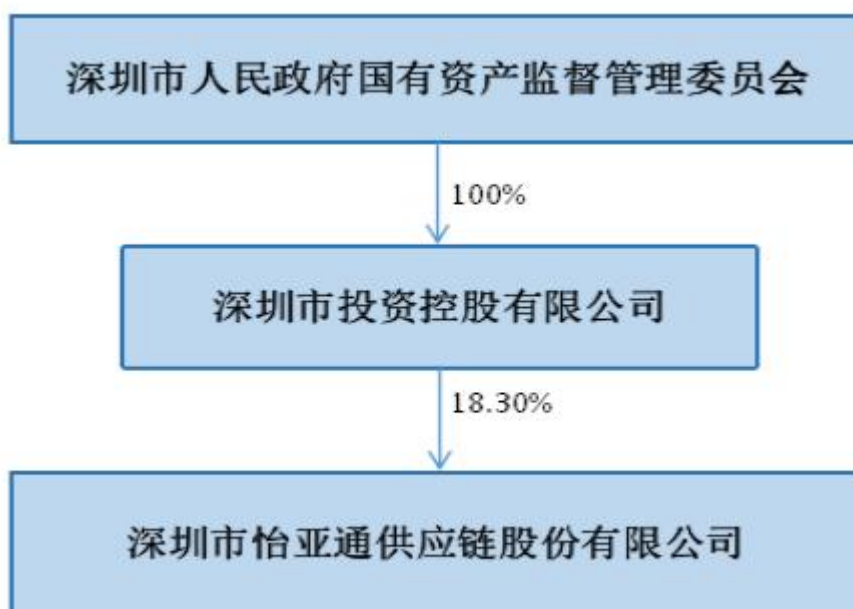 深圳市人民政府国有资产监督管理委员会
100%
深圳市投资控股有限公司
18.30%
深圳市怡亚通供应链股份有限公司